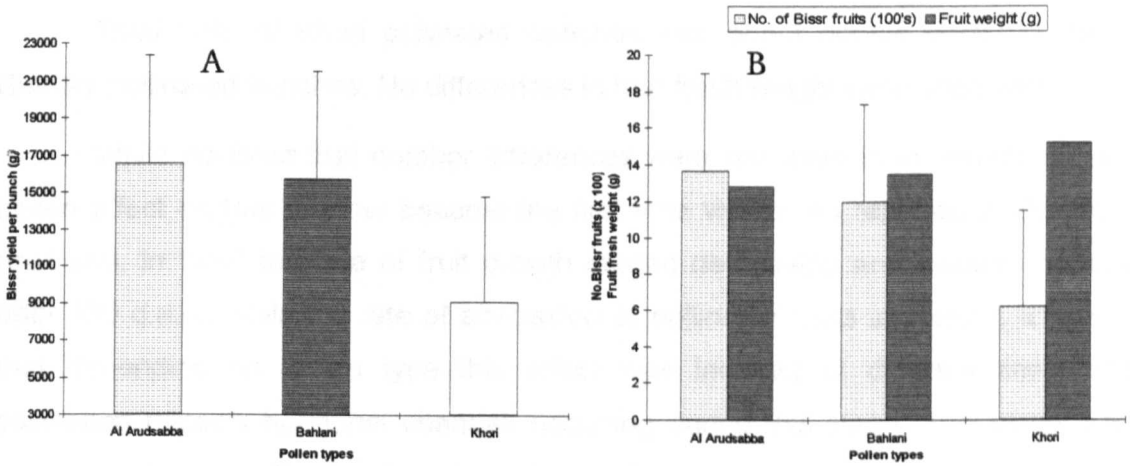 No. of Bissr fruits (100's) Fruit weight (g)
A
23000
21000
19000
17000
15000
13000
11000
9000
7000
5000
3000
Bissr yield per bunch (g)
Al Arudsabba Bahlani Khori
Pollen types
B
20
18
16
14
12
10
8
6
4
2
0
No.Bissr fruits (x 100)
Fruit fresh weight (g)
Al Arudsabba Bahlani Khori
Pollen types